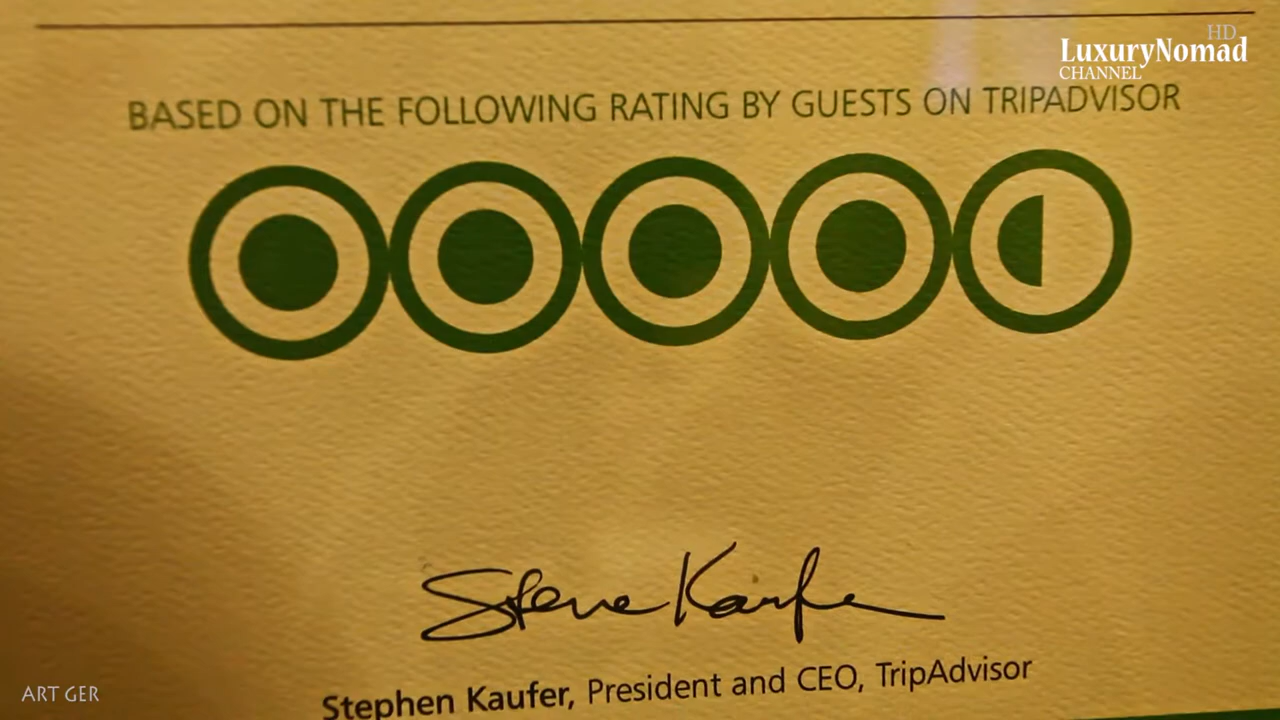 HD
LuxuryNomad
CHANNEL
BASED ON THE FOLLOWING RATING BY GUESTS ON TRIPADVISOR
Steve Kaufer
Stephen Kaufer, President and CEO, TripAdvisor
ART GER